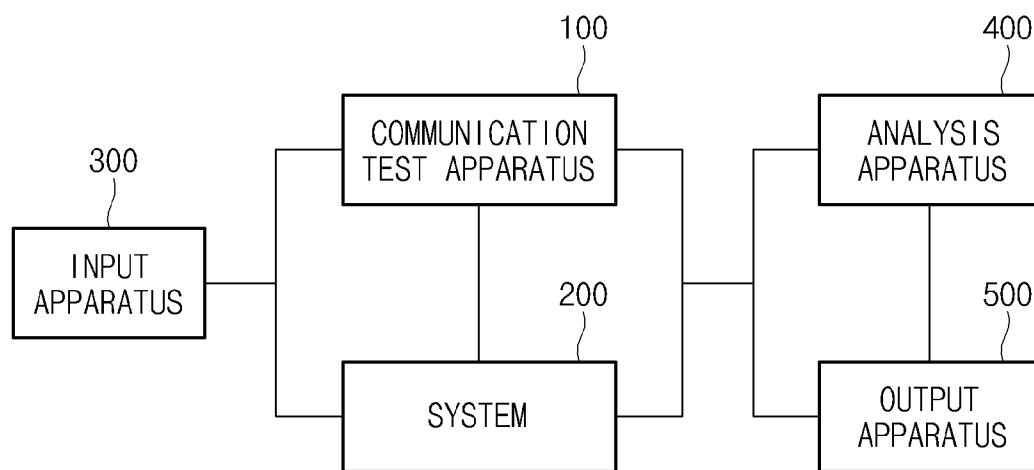 100
400
COMMUNICATION
TEST APPARATUS
ANALYSIS
APPARATUS
300
INPUT
APPARATUS
200
500
SYSTEM
OUTPUT
APPARATUS